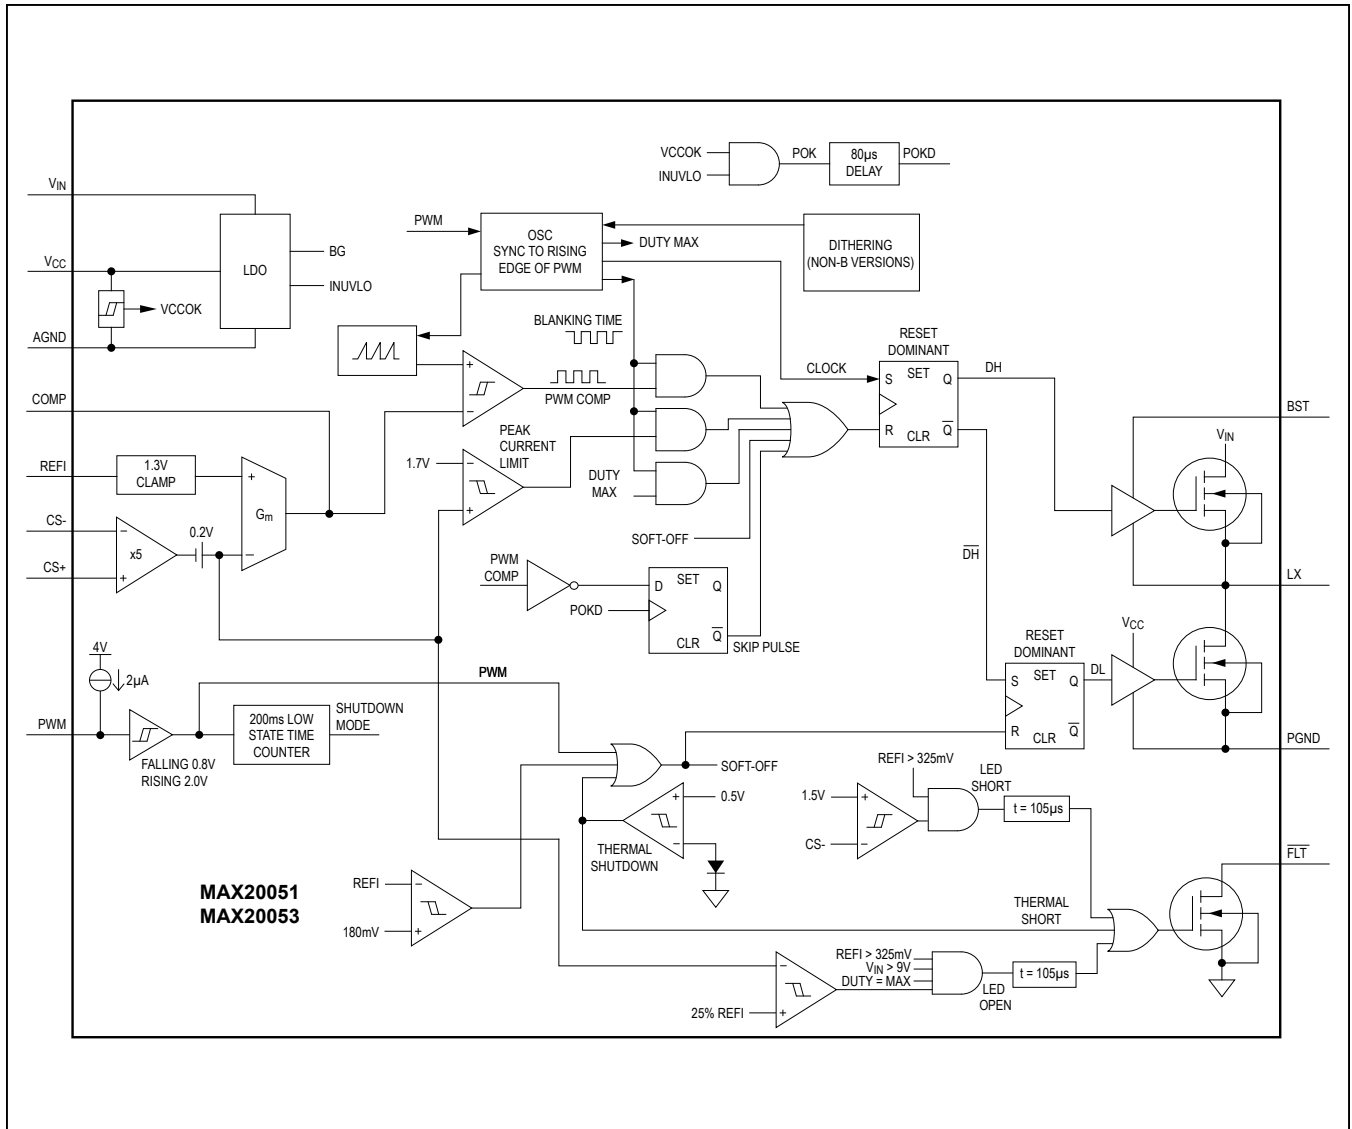 VCCOK
INUVLO
POK
80µs
DELAY
POKD
VIN
LDO
BG
INUVLO
VCC
VCCOK
AGND
PWM
OSC
SYNC TO RISING
EDGE OF PWM
DUTY MAX
DITHERING
(NON-B VERSIONS)
BLANKING TIME
+
−
PWM COMP
CLOCK
RESET
DOMINANT
S
SET
Q
R
CLR
Q
DH
COMP
REFI
1.3V
CLAMP
+
−
Gm
CS-
CS+
−
x5
+
0.2V
PEAK
CURRENT
LIMIT
1.7V
−
+
DUTY
MAX
SOFT-OFF
PWM
COMP
POKD
D
SET
Q
CLR
Q
SKIP PULSE
DH
BST
VIN
LX
VCC
RESET
DOMINANT
S
SET
Q
R
CLR
Q
DL
PGND
4V
2µA
PWM
PWM
FALLING 0.8V
RISING 2.0V
200ms LOW
STATE TIME
COUNTER
SHUTDOWN
MODE
SOFT-OFF
+
−
0.5V
THERMAL
SHUTDOWN
REFI
180mV
−
+
REFI > 325mV
1.5V
CS-
+
−
LED
SHORT
t = 105µs
FLT
THERMAL
SHORT
REFI > 325mV
VIN > 9V
DUTY = MAX
−
+
25% REFI
LED
OPEN
t = 105µs
MAX20051
MAX20053